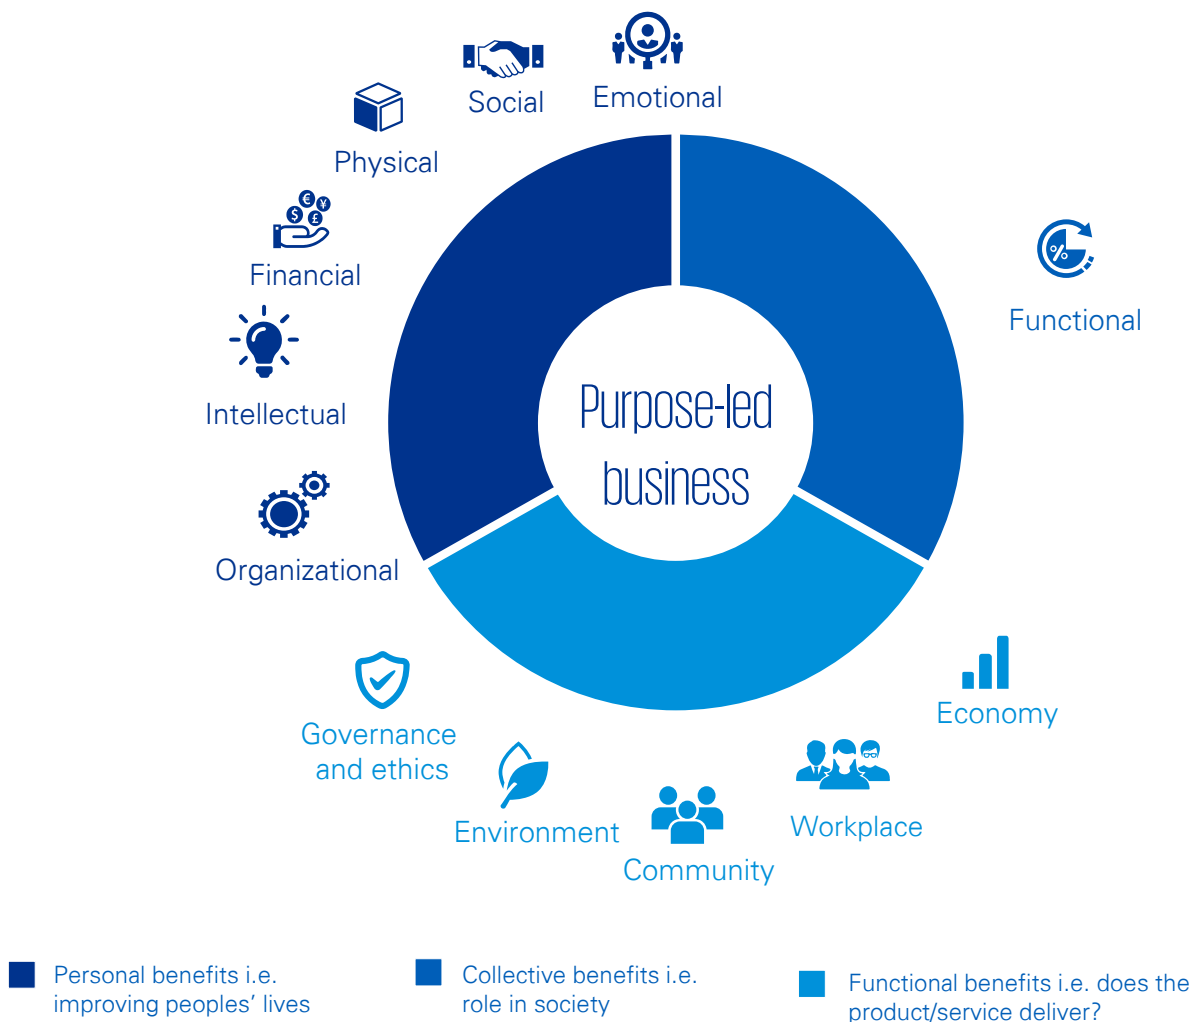 Social
Emotional
Physical
Financial
€
¥
$
£
%
Functional
Intellectual
Purpose-led
business
Organizational
Economy
Governance
and ethics
Environment
Workplace
Community
Personal benefits i.e.
improving peoples’ lives
Collective benefits i.e.
role in society
Functional benefits i.e. does the
product/service deliver?